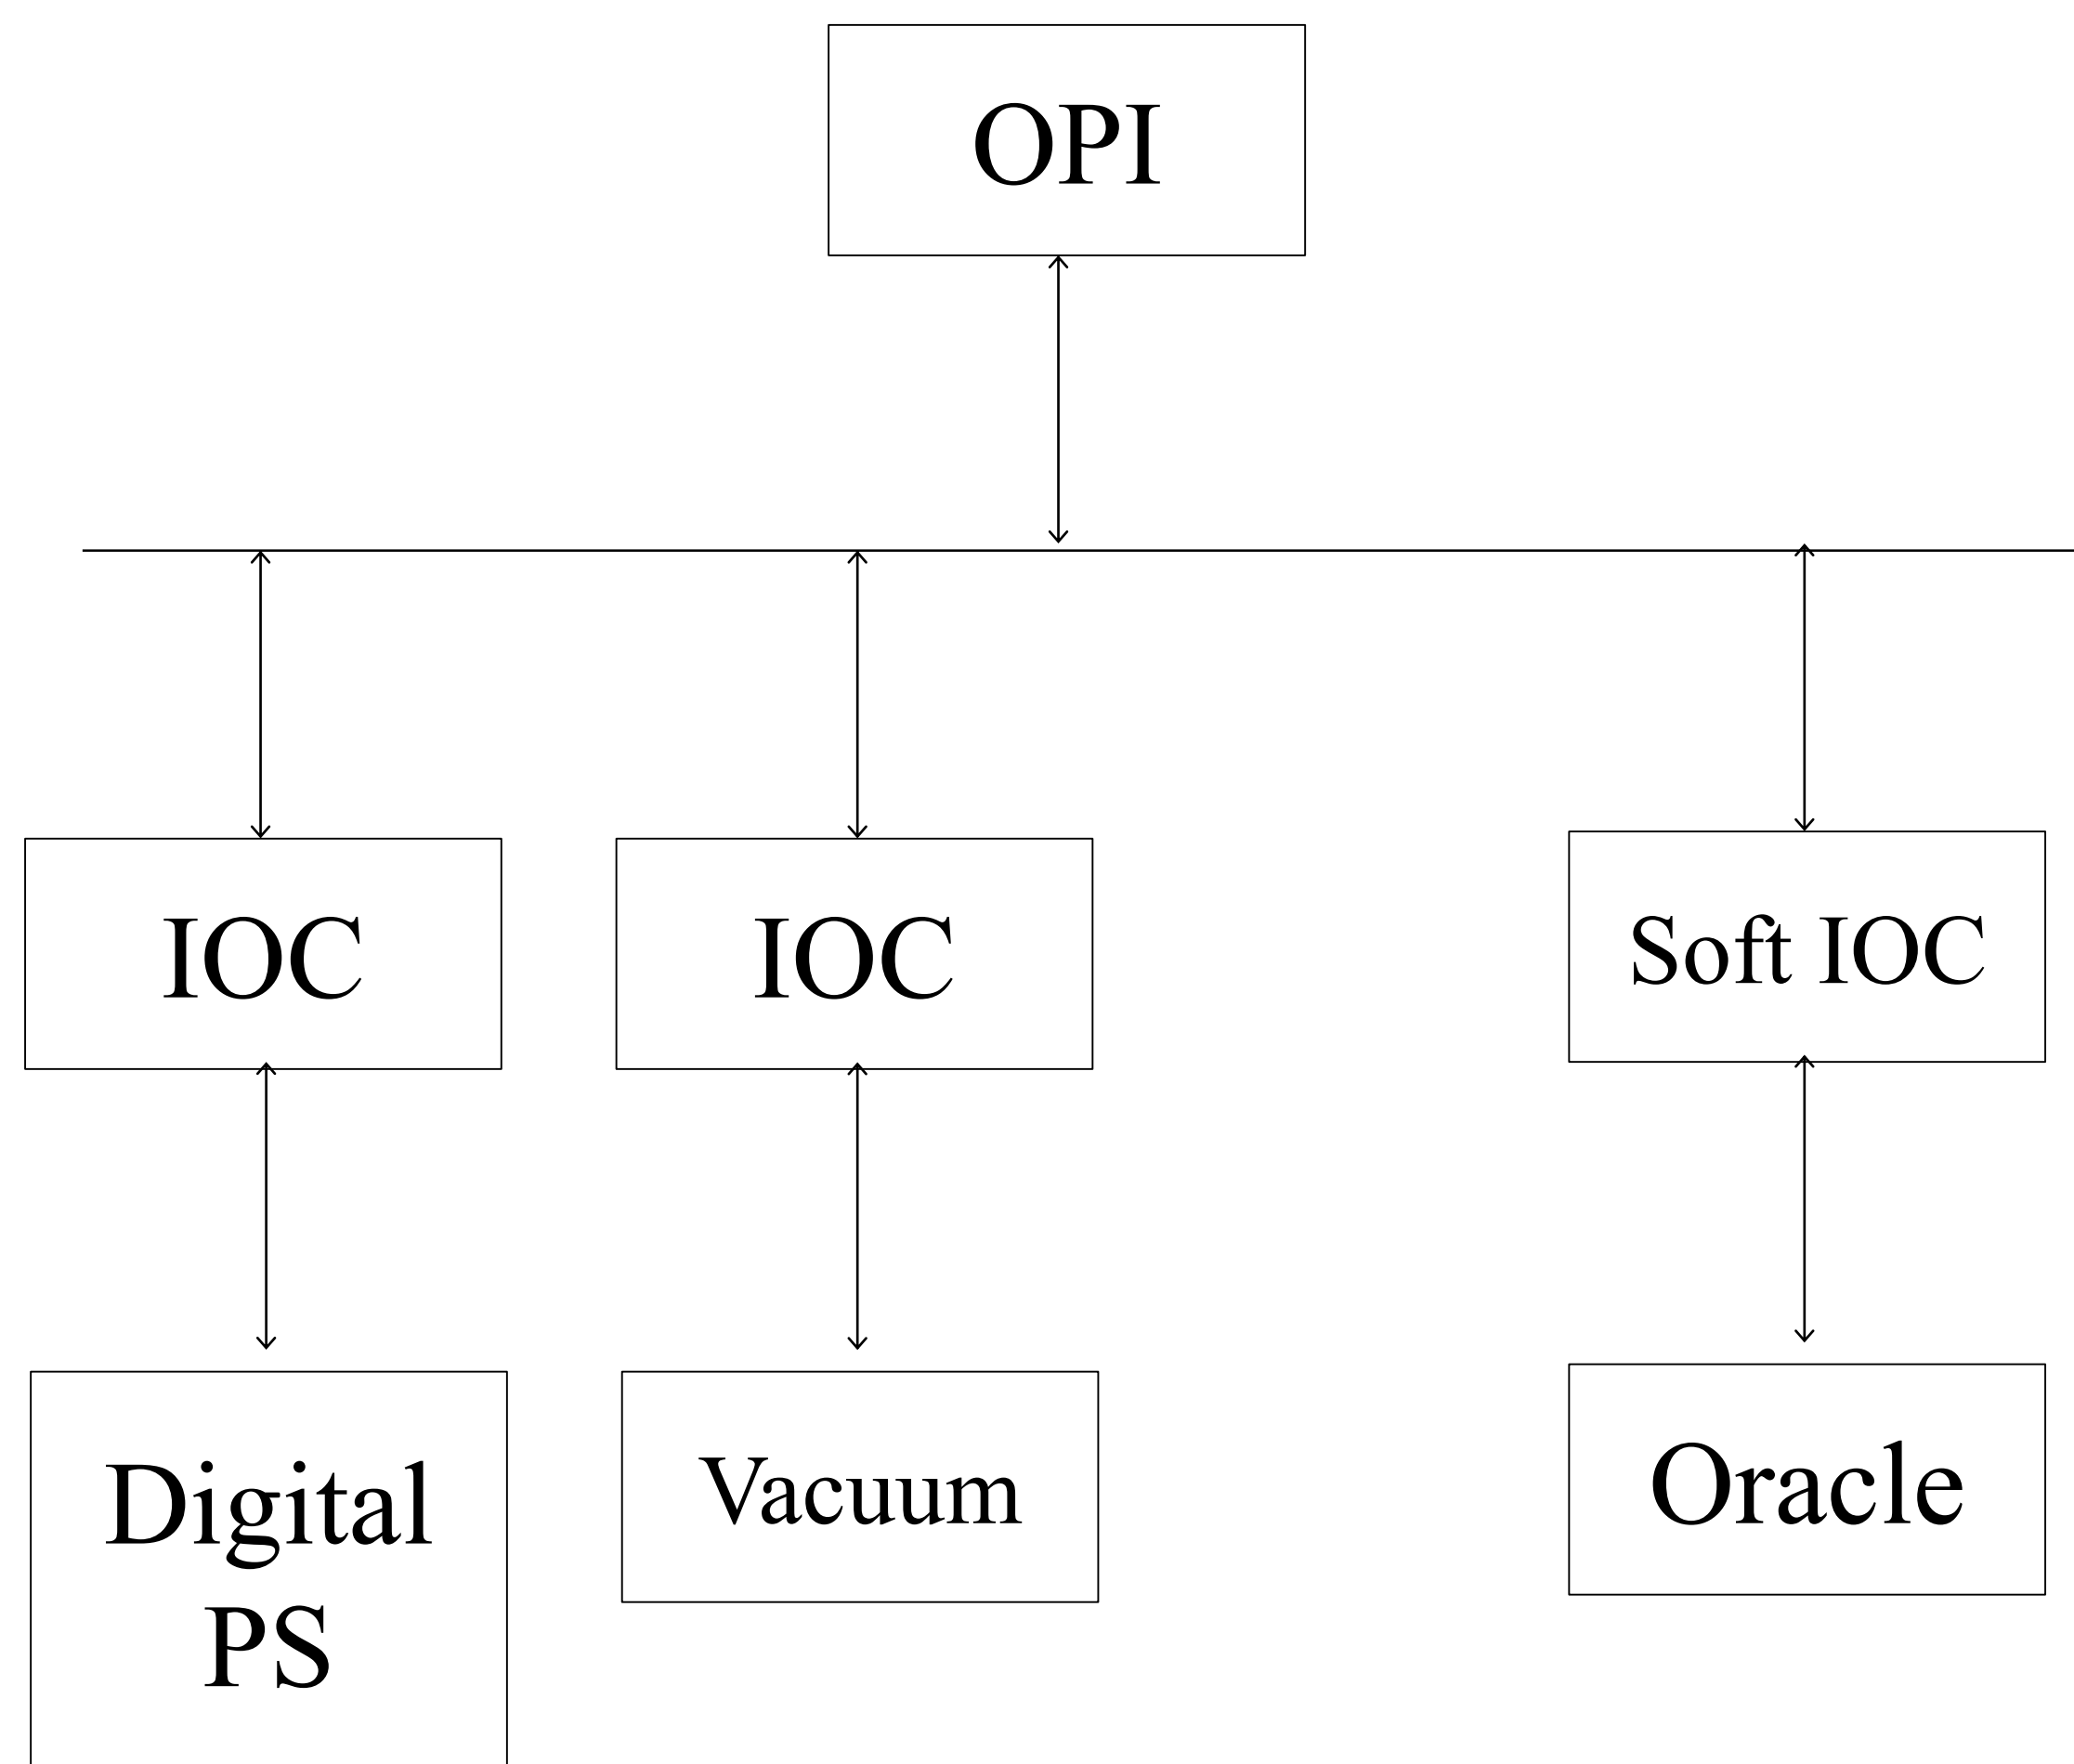 OPI
IOC
IOC
Soft IOC
Digital
PS
Vacuum
Oracle